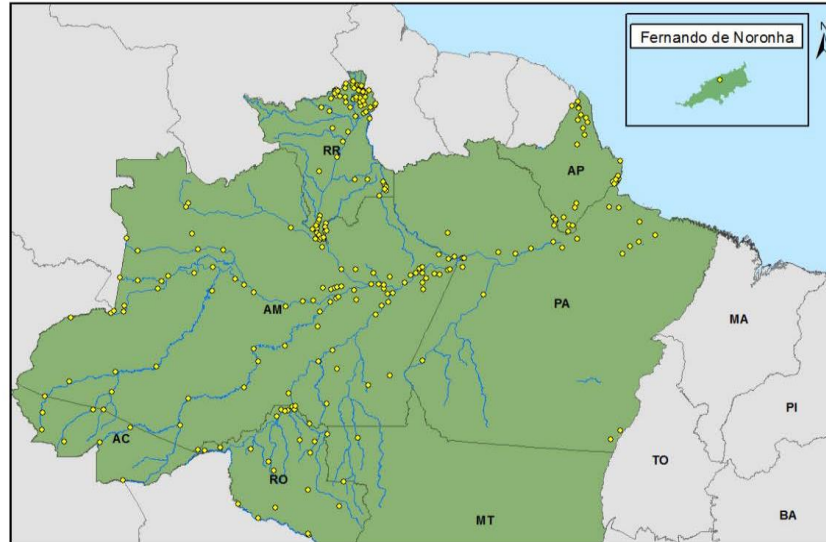 Fernando de Noronha
N
RR
AP
AM
PA
MA
PI
AC
TO
RO
MT
BA